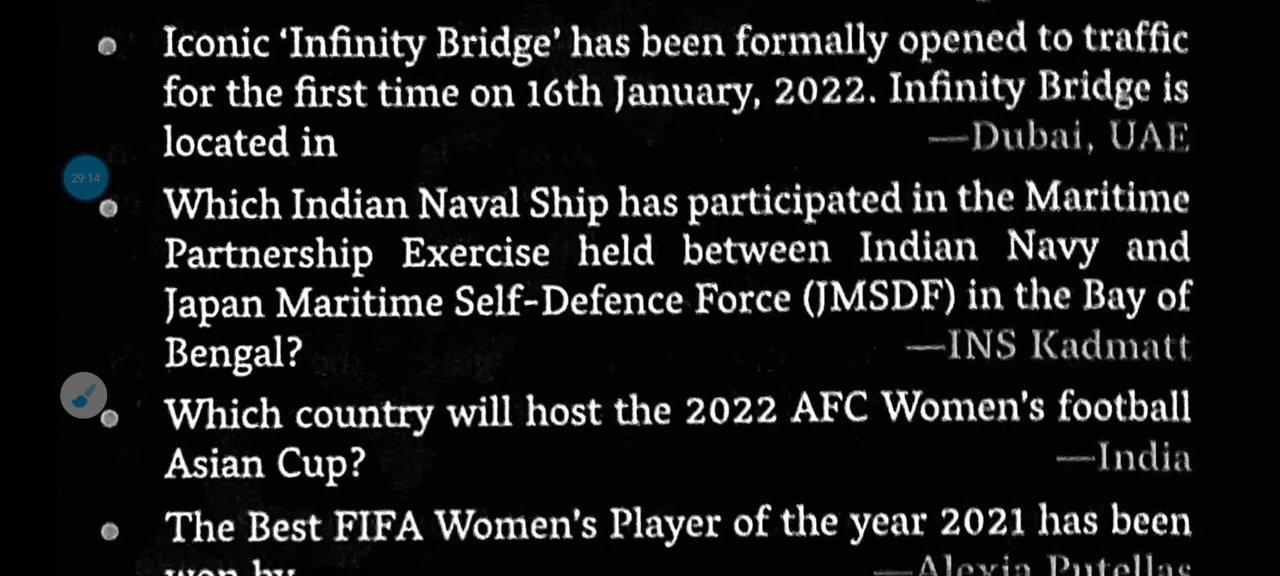 Iconic ‘Infinity Bridge’ has been formally opened to traffic
for the first time on 16th January, 2022. Infinity Bridge is
located in —Dubai, UAE
29:14
Which Indian Naval Ship has participated in the Maritime
Partnership Exercise held between Indian Navy and
Japan Maritime Self-Defence Force (JMSDF) in the Bay of
Bengal? —INS Kadmatt
Which country will host the 2022 AFC Women's football
Asian Cup? —India
The Best FIFA Women's Player of the year 2021 has been
won by —Alexia Putellas